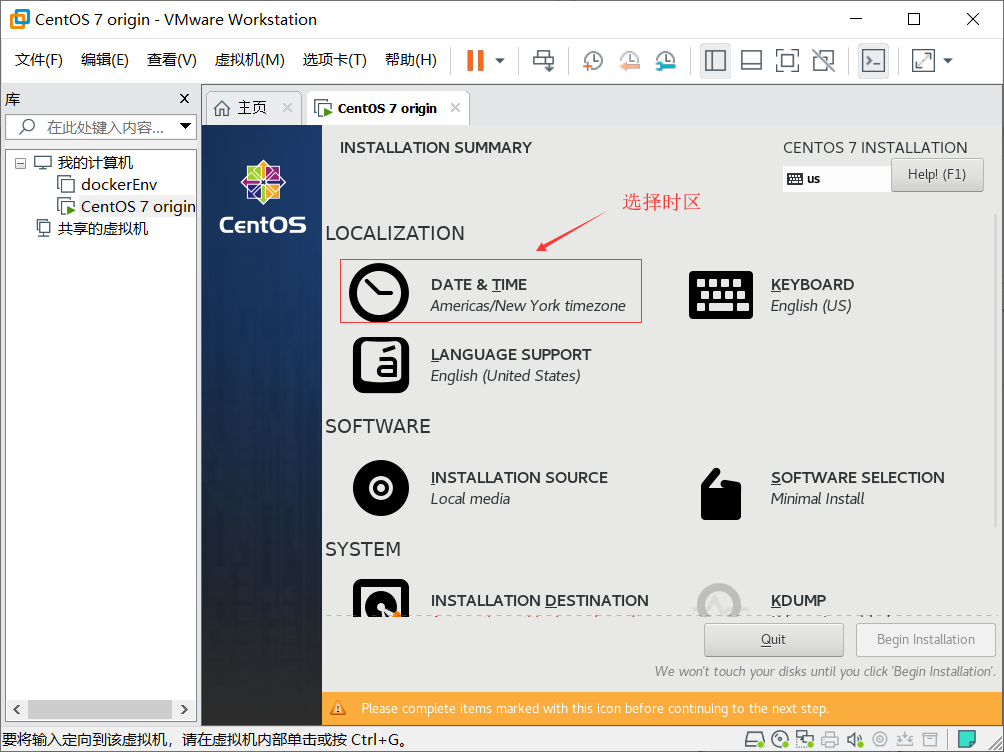 CentOS 7 origin - VMware Workstation
文件(F) 编辑(E) 查看(V) 虚拟机(M) 选项卡(T) 帮助(H)
库
在此处键入内容...
我的计算机
dockerEnv
CentOS 7 origin
共享的虚拟机
主页
CentOS 7 origin
CentOS
INSTALLATION SUMMARY
CENTOS 7 INSTALLATION
us
Help! (F1)
选择时区
LOCALIZATION
DATE & TIME
Americas/New York timezone
KEYBOARD
English (US)
LANGUAGE SUPPORT
English (United States)
SOFTWARE
INSTALLATION SOURCE
Local media
SOFTWARE SELECTION
Minimal Install
SYSTEM
INSTALLATION DESTINATION
KDUMP
Quit
Begin Installation
We won't touch your disks until you click 'Begin Installation'.
Please complete items marked with this icon before continuing to the next step.
要将输入定向到该虚拟机，请在虚拟机内部单击或按 Ctrl+G。